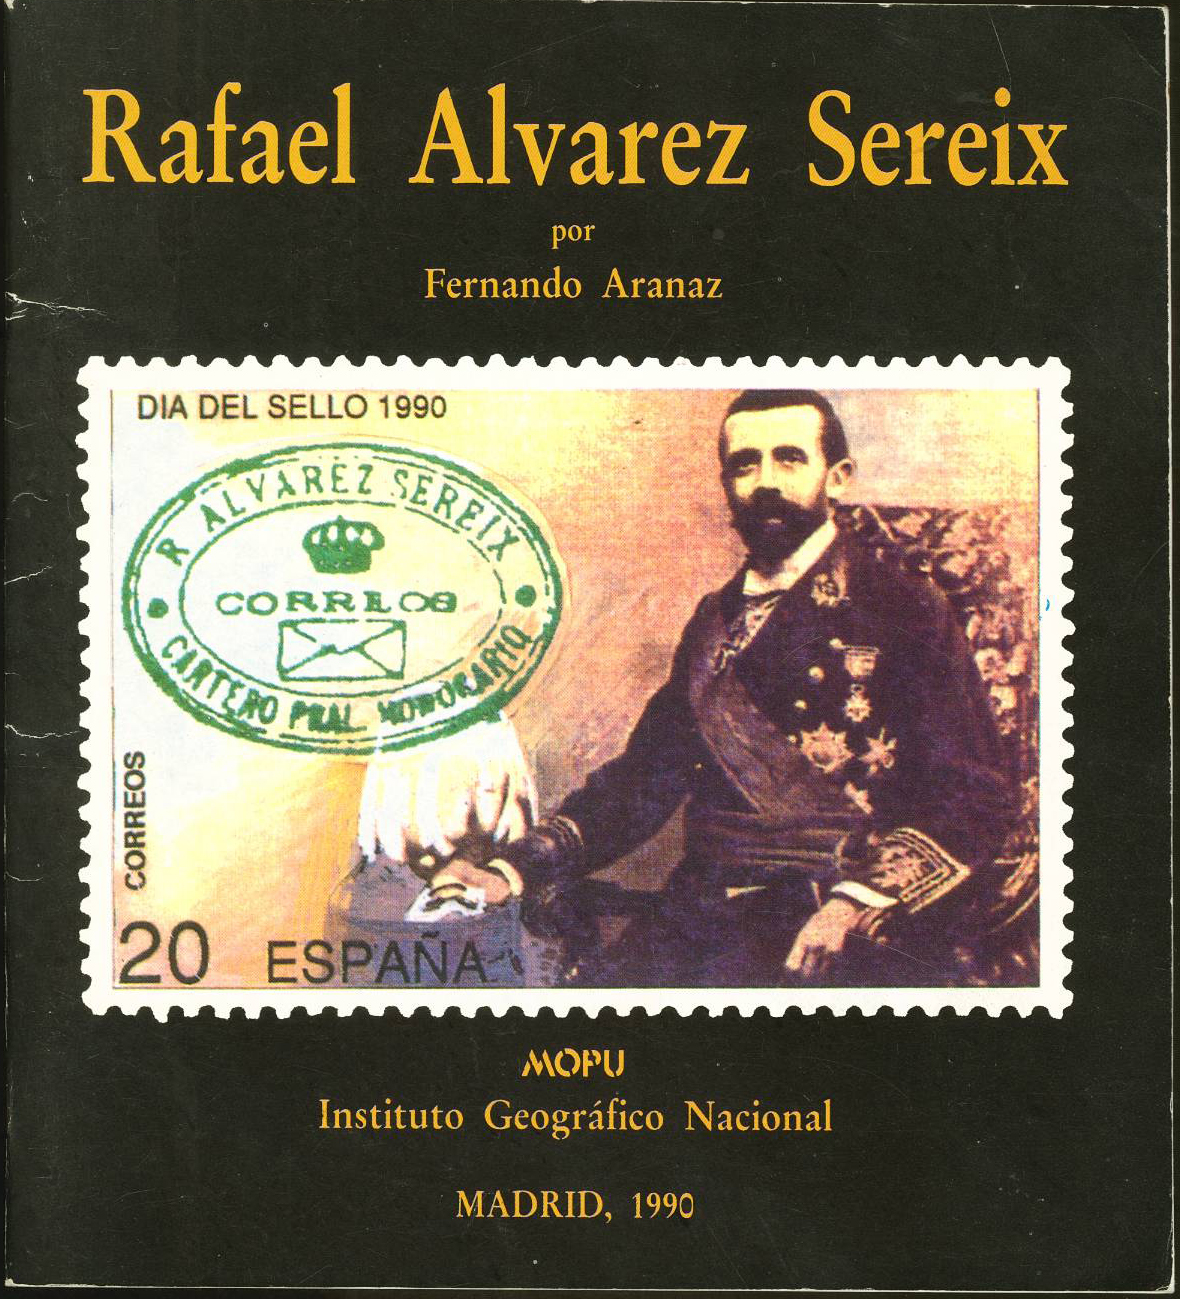 Rafael Alvarez Sereix
por
Fernando Aranaz
DIA DEL SELLO 1990
R ALVAREZ SEREIX
CORREOS
CARTERO PRAL HONORARIO
CORREOS
20 ESPAÑA
MOPU
Instituto Geográfico Nacional
MADRID, 1990